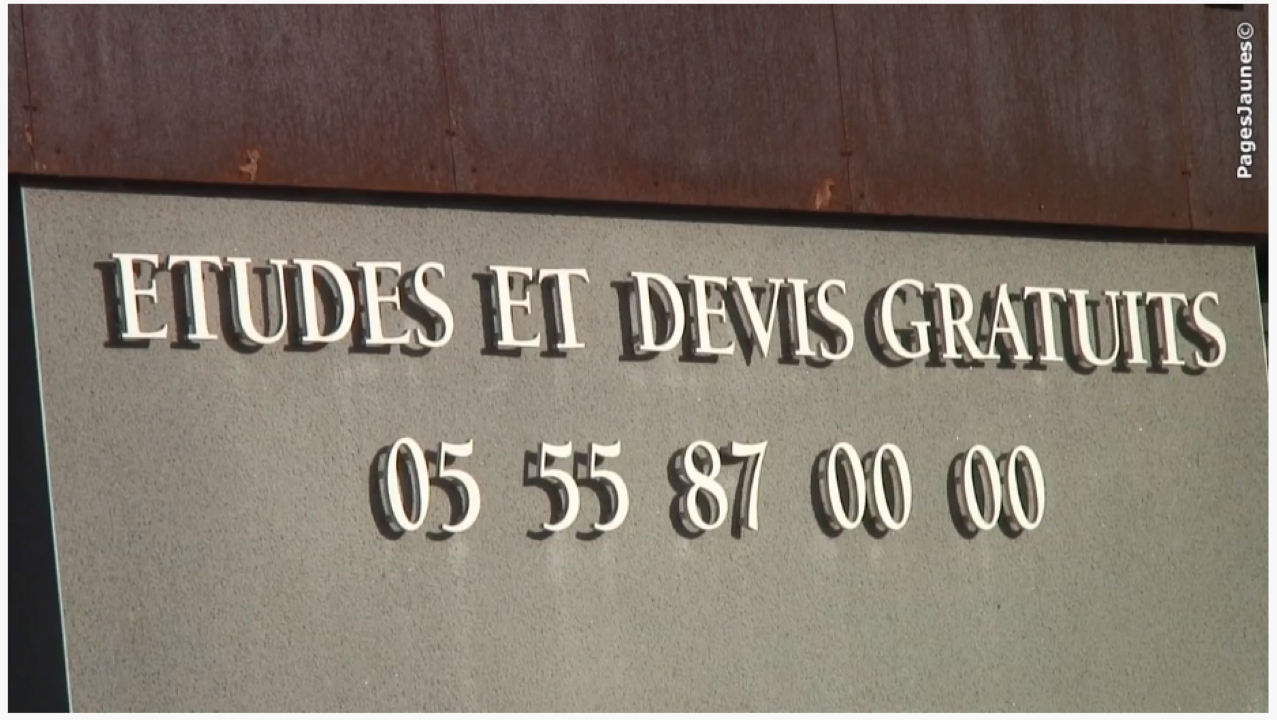 ETUDES ET DEVIS GRATUITS
05 55 87 00 00
PagesJaunes©